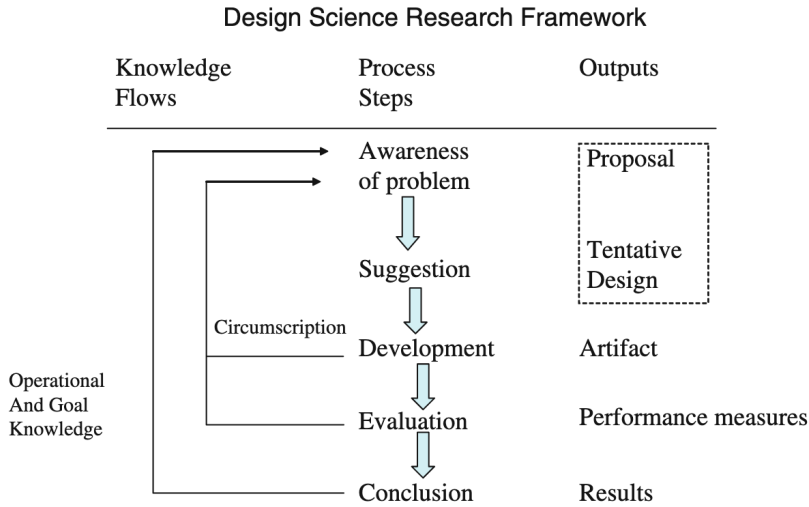 Design Science Research Framework
Knowledge
Flows
Process
Steps
Outputs
Awareness
of problem
Proposal
Suggestion
Tentative
Design
Circumscription
Development
Artifact
Operational
And Goal
Knowledge
Evaluation
Performance measures
Conclusion
Results